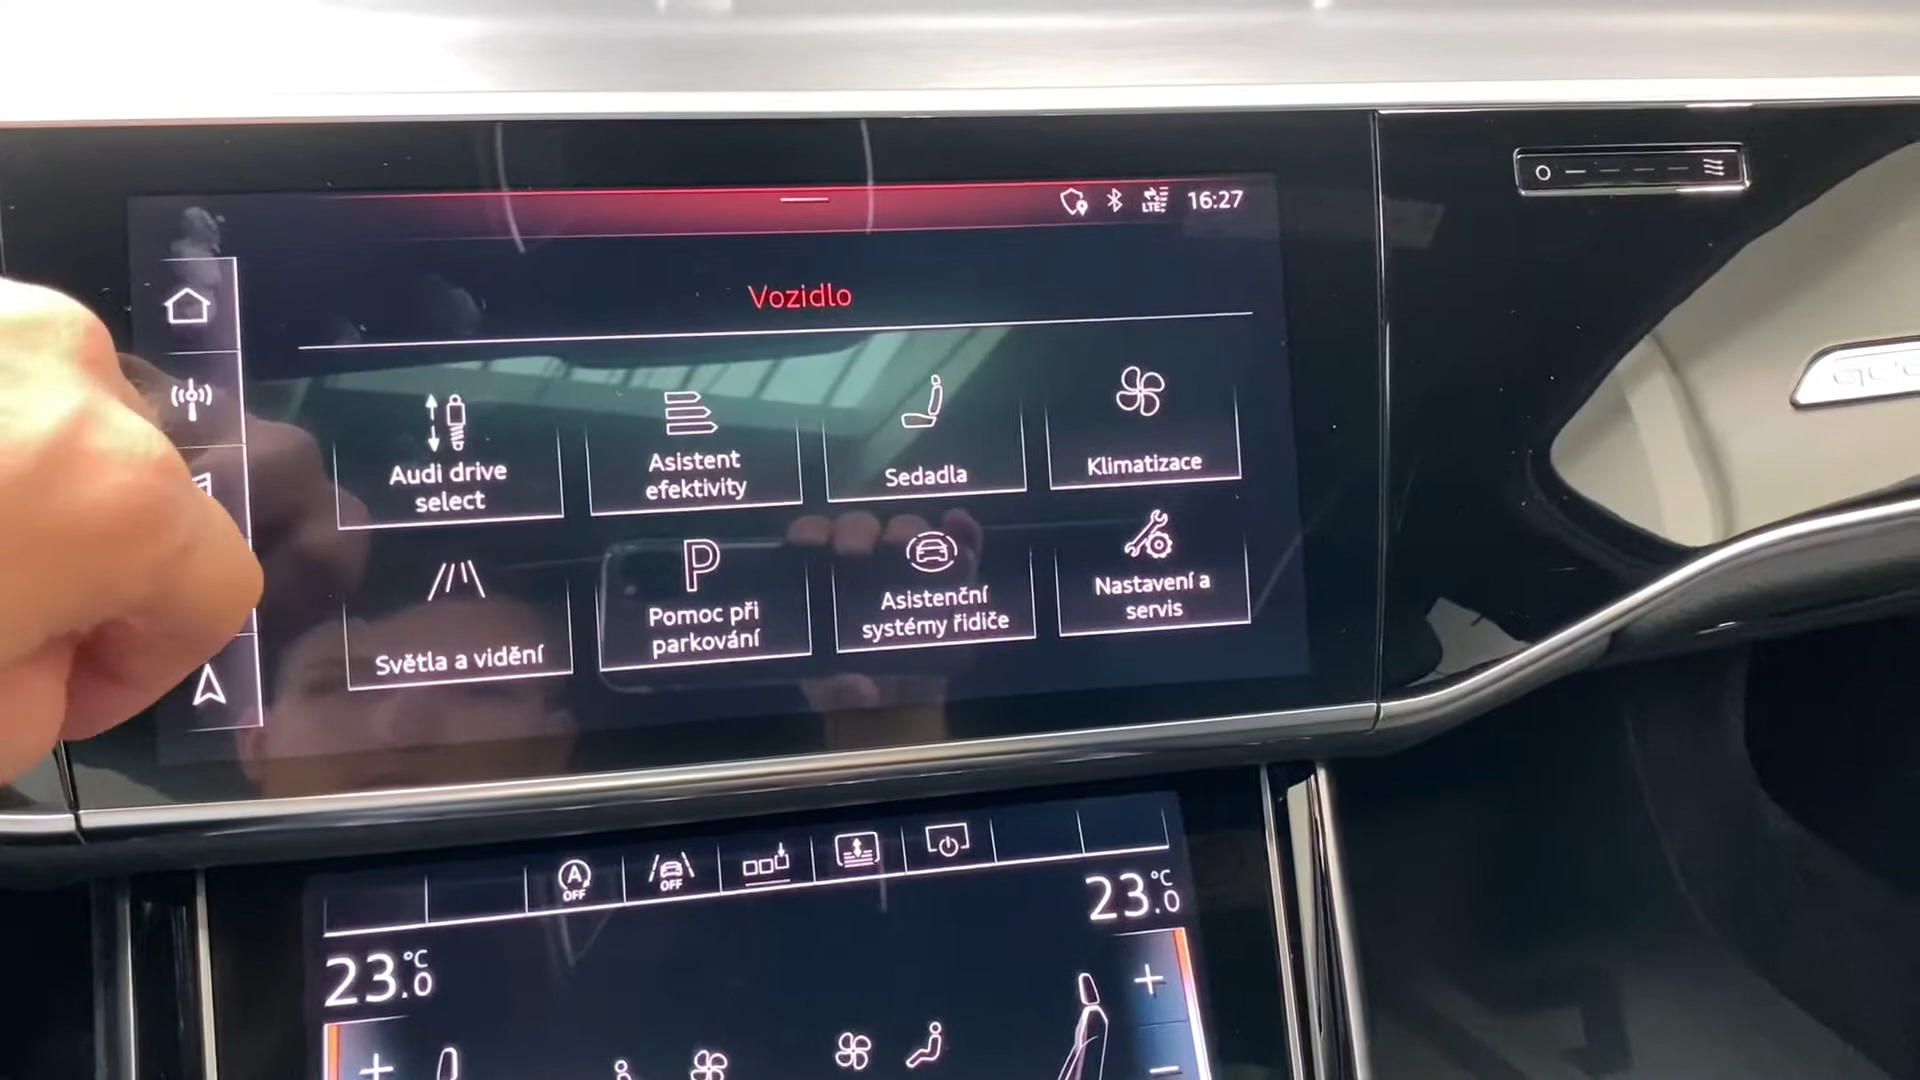 LTE 16:27
Vozidlo
Audi drive
select
Asistent
efektivity
Sedadla
Klimatizace
Světla a vidění
P
Pomoc při
parkování
Asistenční
systémy řidiče
Nastavení a
servis
A
OFF
OFF
23.0 °C
23.0 °C